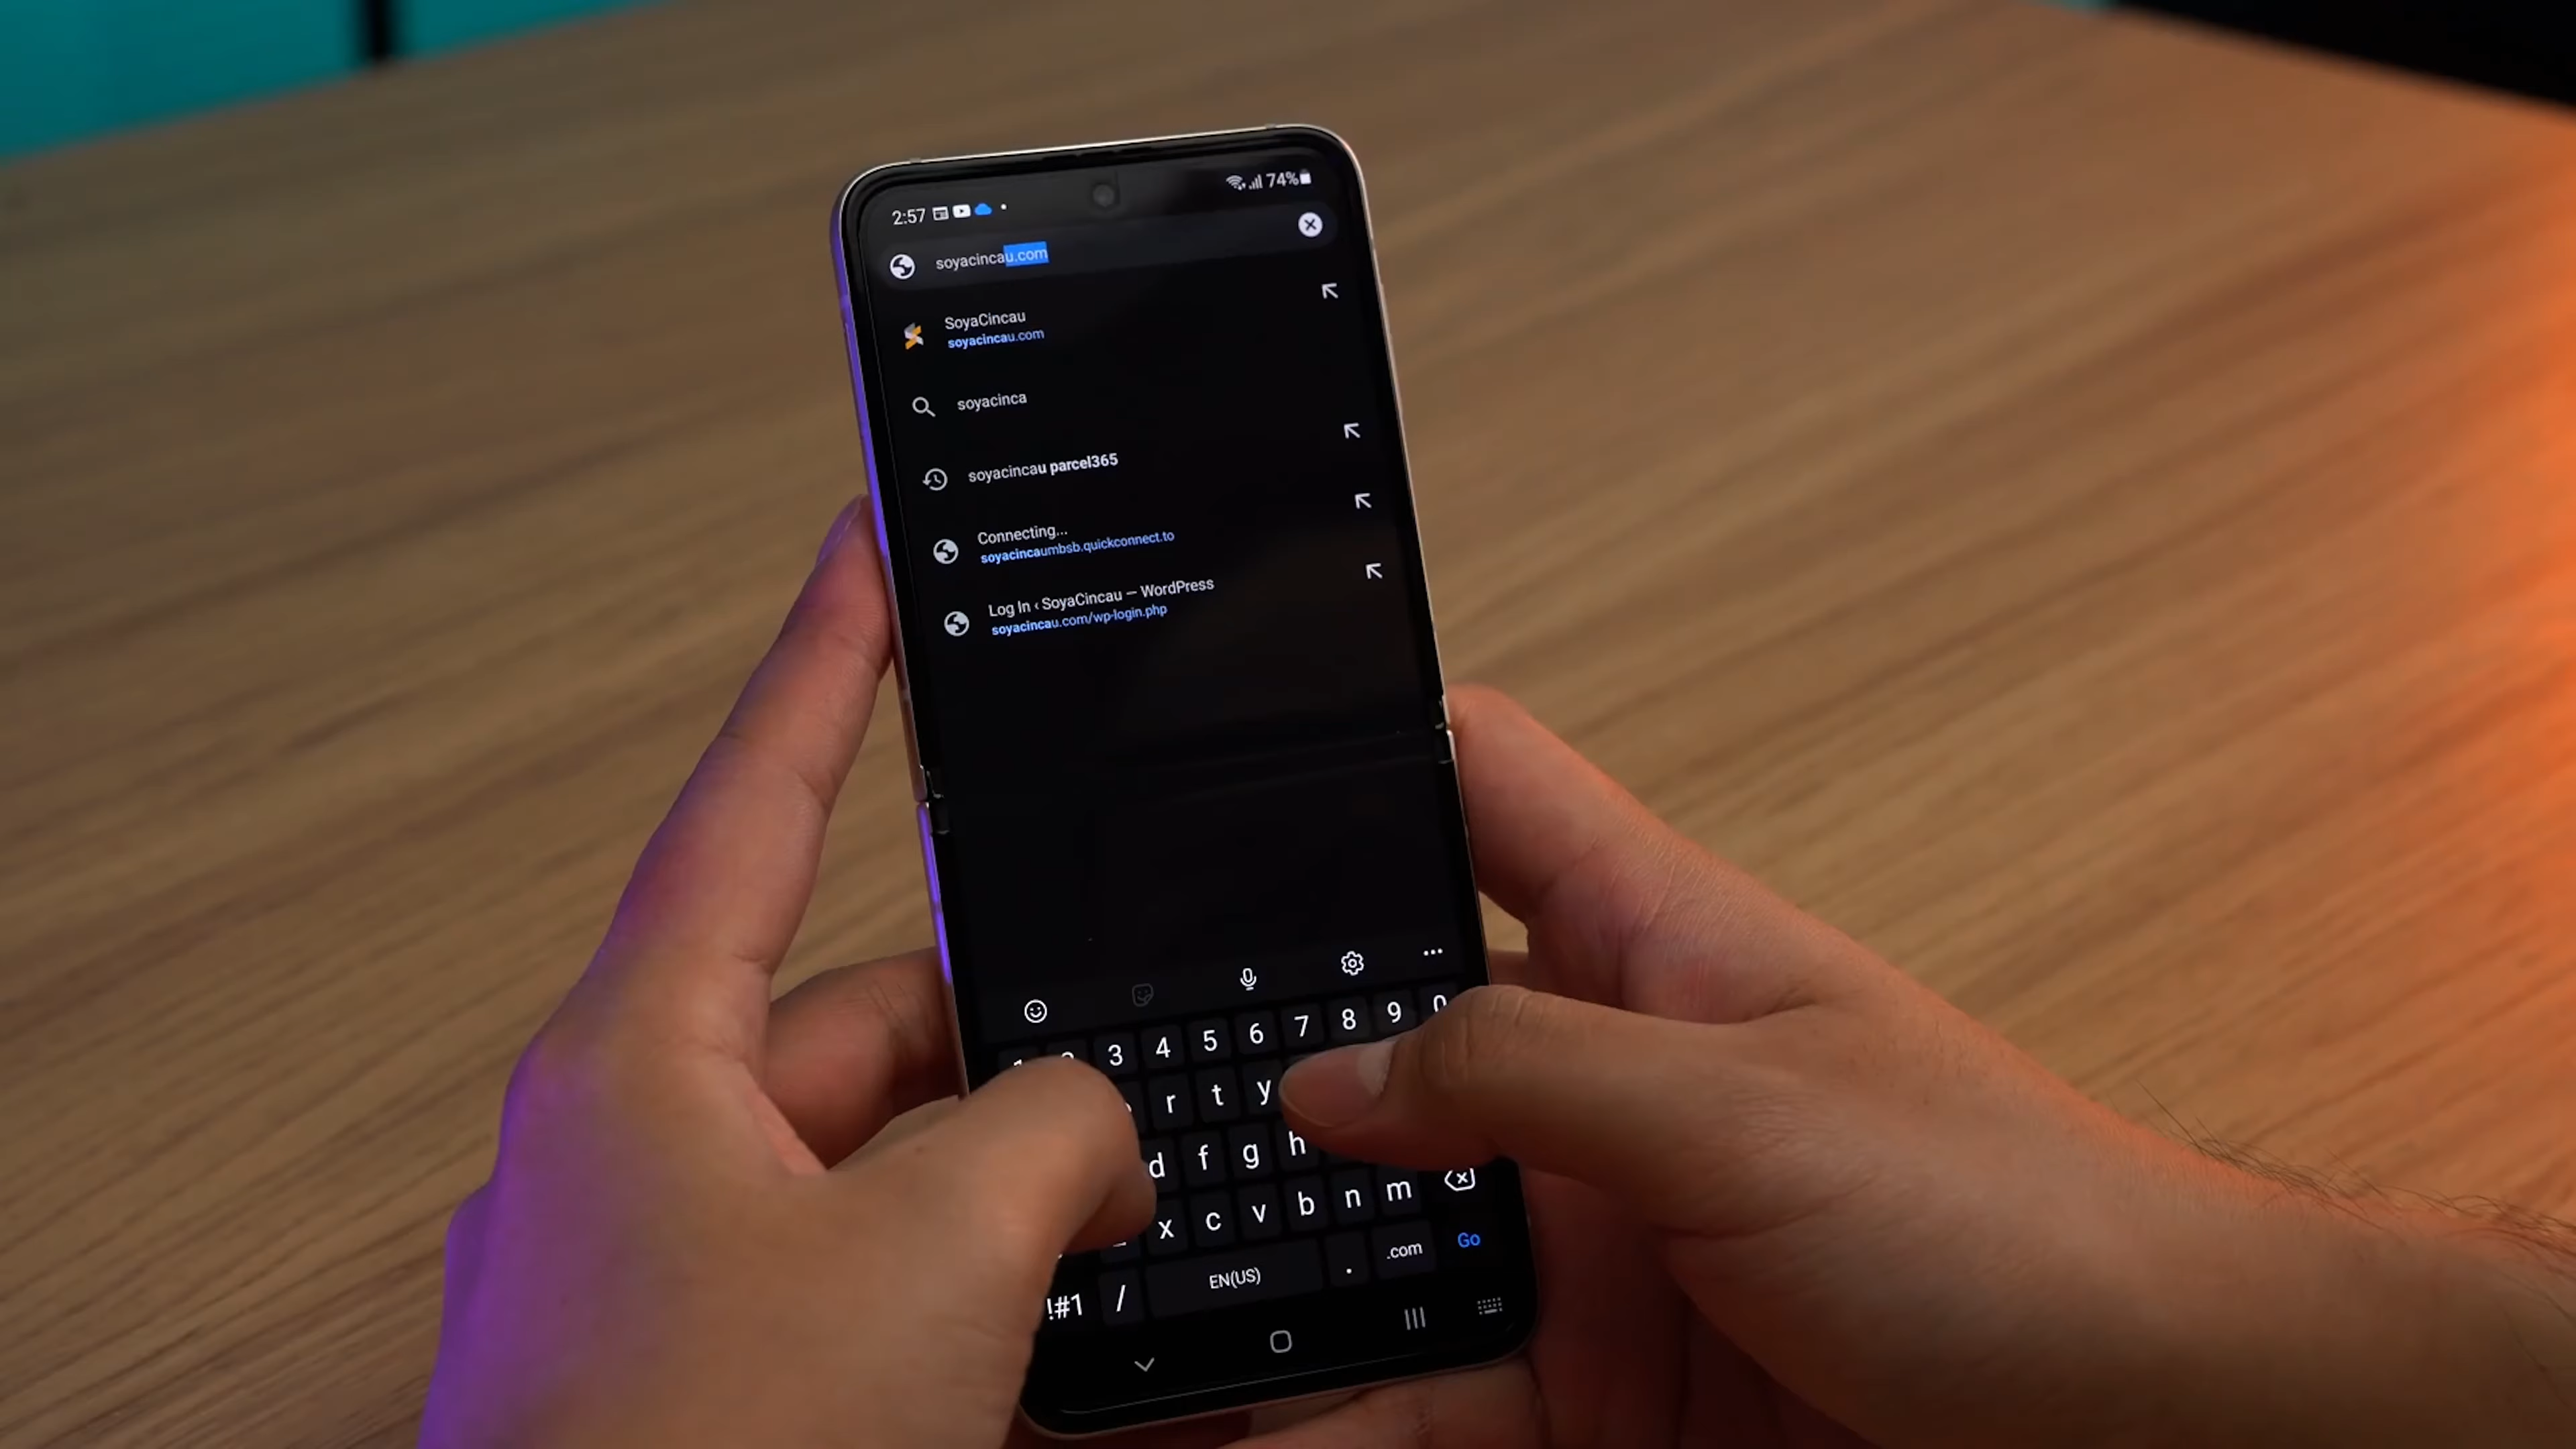 2:57 74%
soyacincau.com
SoyaCincau
soyacincau.com
soyacinca
soyacincau parcel365
Connecting...
soyacincaumbsb.quickconnect.to
Log In ‹ SoyaCincau — WordPress
soyacincau.com/wp-login.php
3 4 5 6 7 8 9 0
r t y
d f g h
x c v b n m
!#1 / EN(US) . .com Go